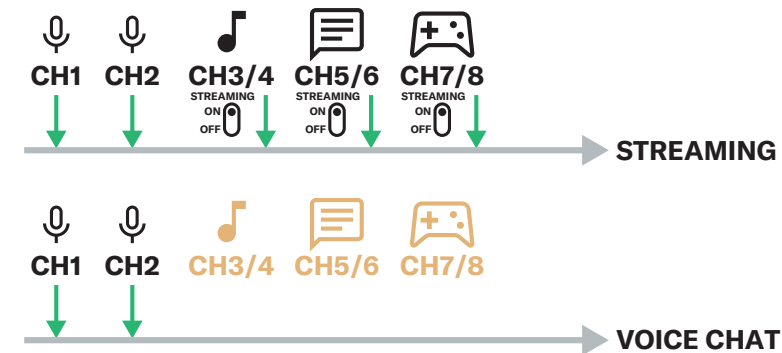 CH1 CH2 CH3/4 CH5/6 CH7/8
STREAMING STREAMING STREAMING
ON ON ON
OFF OFF OFF
STREAMING
CH1 CH2 CH3/4 CH5/6 CH7/8
VOICE CHAT